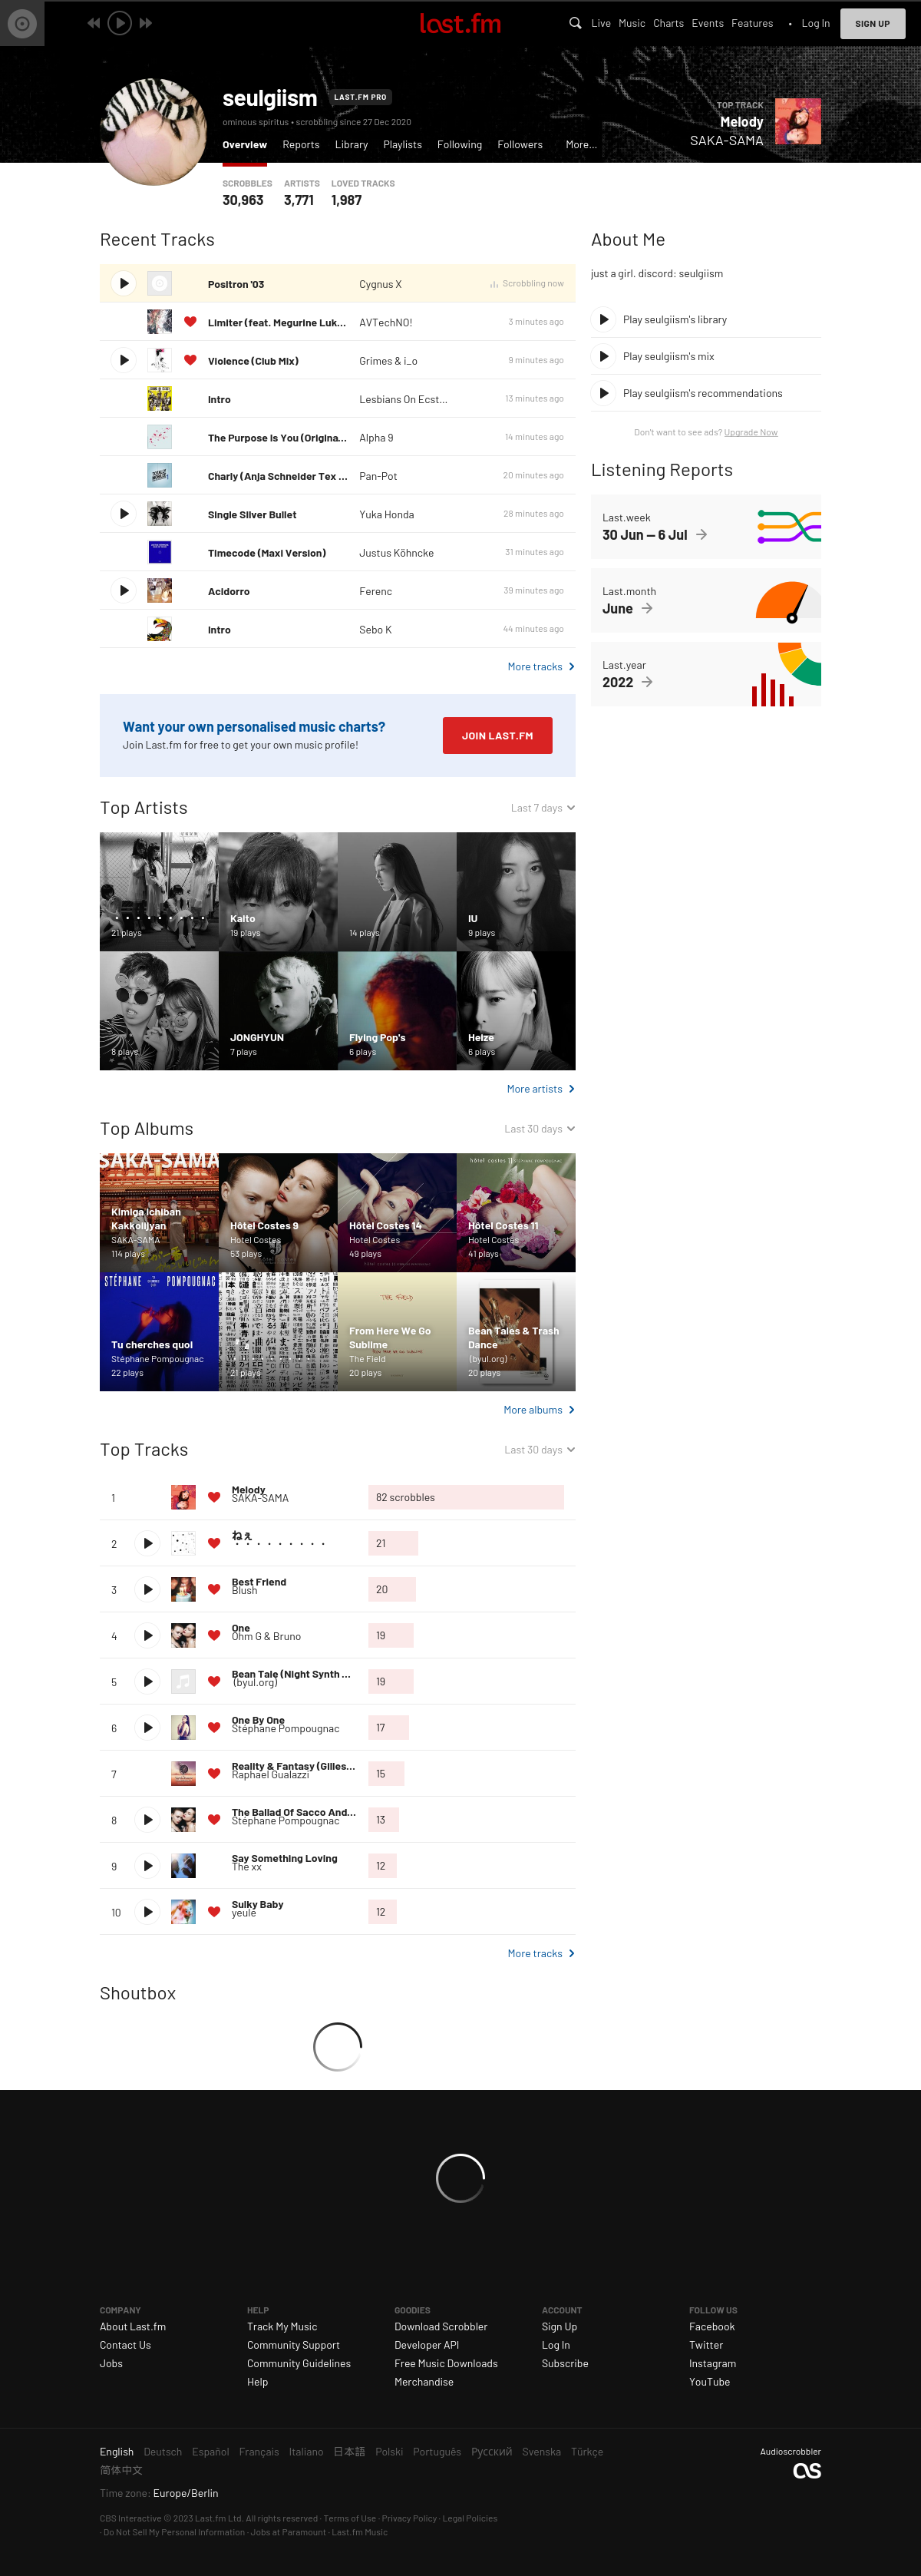 last.fm
Live Music Charts Events Features • Log In SIGN UP
seulgiism LAST.FM PRO
ominous spiritus • scrobbling since 27 Dec 2020
TOP TRACK
Melody
SAKA-SAMA
Overview Reports Library Playlists Following Followers More...
SCROBBLES ARTISTS LOVED TRACKS
30,963 3,771 1,987
Recent Tracks
Positron '03 Cygnus X Scrobbling now
Limiter (feat. Megurine Luk... AVTechNO! 3 minutes ago
Violence (Club Mix) Grimes & i_o 9 minutes ago
Intro Lesbians On Ecst... 13 minutes ago
The Purpose Is You (Origina... Alpha 9 14 minutes ago
Charly (Anja Schneider Tex ... Pan-Pot 20 minutes ago
Single Silver Bullet Yuka Honda 28 minutes ago
Timecode (Maxi Version) Justus Köhncke 31 minutes ago
Acidorro Ferenc 39 minutes ago
Intro Sebo K 44 minutes ago
More tracks
About Me
just a girl. discord: seulgiism
Play seulgiism's library
Play seulgiism's mix
Play seulgiism's recommendations
Don't want to see ads? Upgrade Now
Listening Reports
Last.week
30 Jun — 6 Jul
Last.month
June
Last.year
2022
Want your own personalised music charts?
Join Last.fm for free to get your own music profile!
JOIN LAST.FM
Top Artists Last 7 days
・・・・・・・・・
21 plays
Kaito
19 plays
14 plays
IU
9 plays
8 plays
JONGHYUN
7 plays
Flying Pop's
6 plays
Heize
6 plays
More artists
Top Albums Last 30 days
SAKA-SAMA
Kimiga Ichiban
Kakkoiijyan
SAKA-SAMA
114 plays
Hôtel Costes 9
Hotel Costes
53 plays
Hôtel Costes 14
Hotel Costes
49 plays
hôtel costes 11
Hôtel Costes 11
Hotel Costes
41 plays
STÉPHANE POMPOUGNAC
Tu cherches quoi
Stéphane Pompougnac
22 plays
21 plays
THE FIELD
From Here We Go
Sublime
The Field
20 plays
Bean Tales & Trash
Dance
(byul.org)
20 plays
More albums
Top Tracks Last 30 days
1 Melody
SAKA-SAMA 82 scrobbles
2 ねぇ
・・・・・・・・・ 21
3 Best Friend
Blush 20
4 One
Ohm G & Bruno 19
5 Bean Tale (Night Synth ...
(byul.org) 19
6 One By One
Stéphane Pompougnac 17
7 Reality & Fantasy (Gilles...
Raphael Gualazzi 15
8 The Ballad Of Sacco And...
Stéphane Pompougnac 13
9 Say Something Loving
The xx 12
10 Sulky Baby
yeule 12
More tracks
Shoutbox
COMPANY
About Last.fm
Contact Us
Jobs
HELP
Track My Music
Community Support
Community Guidelines
Help
GOODIES
Download Scrobbler
Developer API
Free Music Downloads
Merchandise
ACCOUNT
Sign Up
Log In
Subscribe
FOLLOW US
Facebook
Twitter
Instagram
YouTube
English Deutsch Español Français Italiano 日本語 Polski Português Русский Svenska Türkçe
简体中文
Time zone: Europe/Berlin
Audioscrobbler
CBS Interactive © 2023 Last.fm Ltd. All rights reserved · Terms of Use · Privacy Policy · Legal Policies
· Do Not Sell My Personal Information · Jobs at Paramount · Last.fm Music